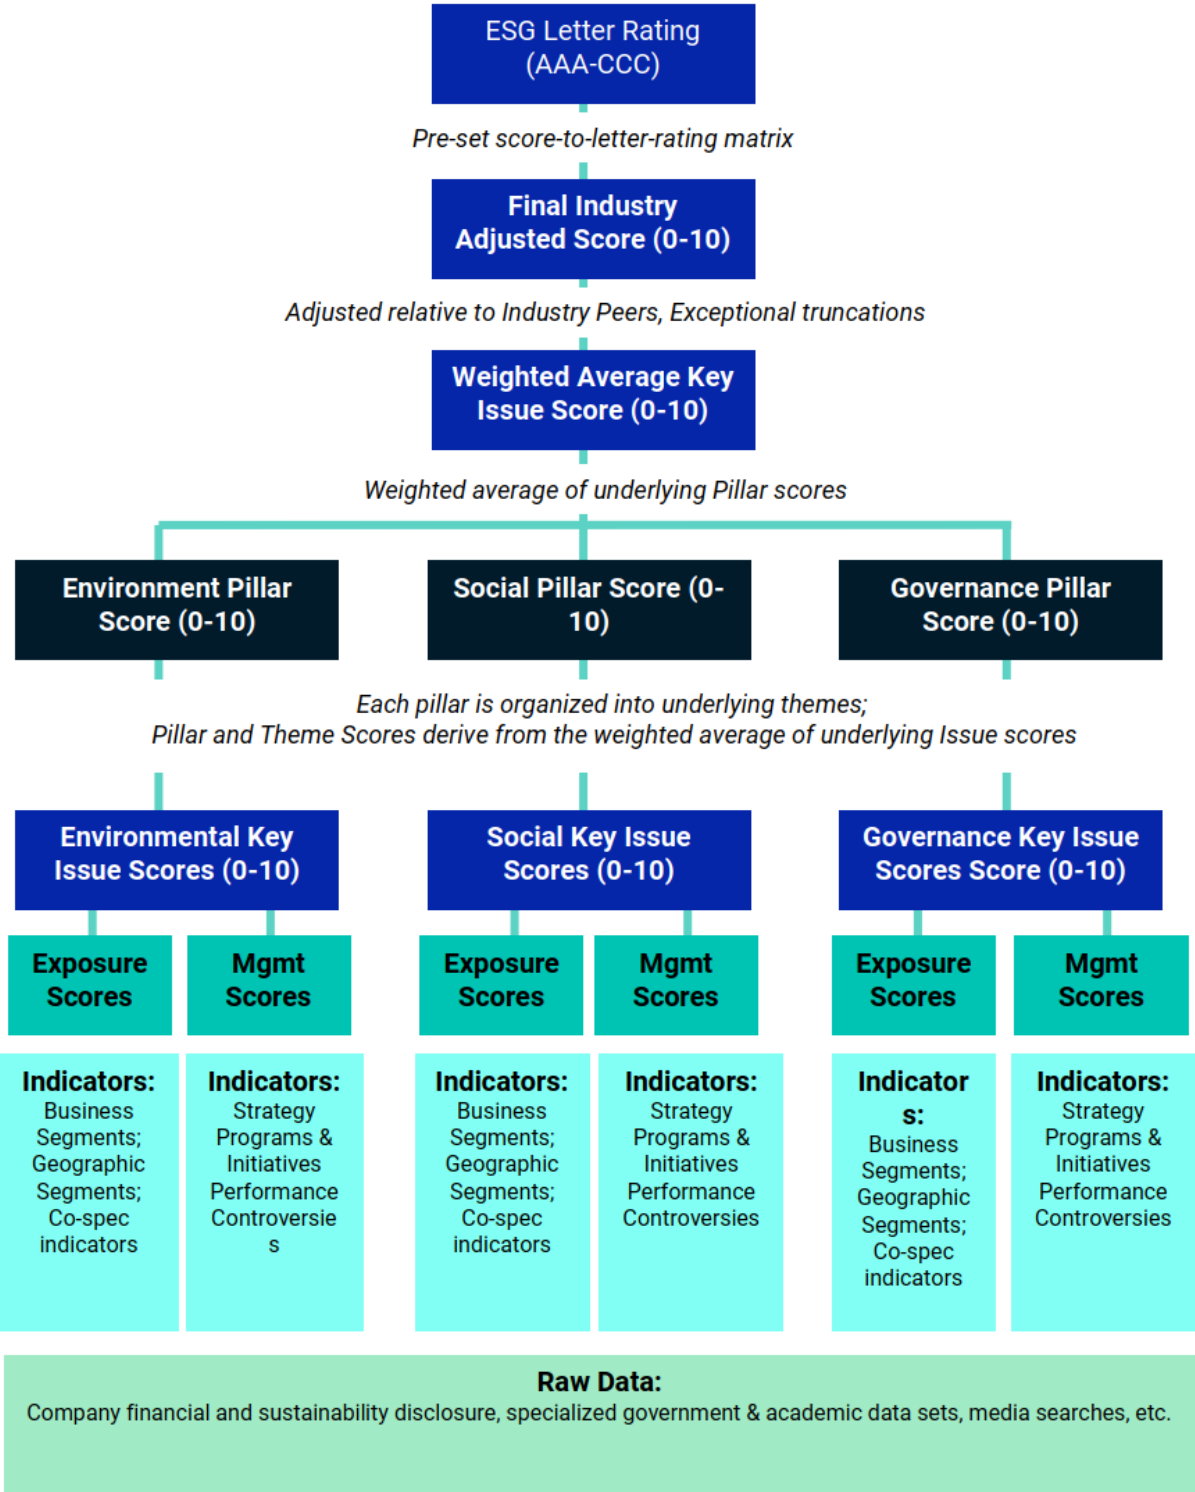 ESG Letter Rating
(AAA-CCC)
Pre-set score-to-letter-rating matrix
Final Industry
Adjusted Score (0-10)
Adjusted relative to Industry Peers, Exceptional truncations
Weighted Average Key
Issue Score (0-10)
Weighted average of underlying Pillar scores
Environment Pillar
Score (0-10)
Social Pillar Score (0-
10)
Governance Pillar
Score (0-10)
Each pillar is organized into underlying themes;
Pillar and Theme Scores derive from the weighted average of underlying Issue scores
Environmental Key
Issue Scores (0-10)
Social Key Issue
Scores (0-10)
Governance Key Issue
Scores Score (0-10)
Exposure
Scores
Mgmt
Scores
Exposure
Scores
Mgmt
Scores
Exposure
Scores
Mgmt
Scores
Indicators:
Business
Segments;
Geographic
Segments;
Co-spec
indicators
Indicators:
Strategy
Programs &
Initiatives
Performance
Controversie
s
Indicators:
Business
Segments;
Geographic
Segments;
Co-spec
indicators
Indicators:
Strategy
Programs &
Initiatives
Performance
Controversies
Indicator
s:
Business
Segments;
Geographic
Segments;
Co-spec
indicators
Indicators:
Strategy
Programs &
Initiatives
Performance
Controversies
Raw Data:
Company financial and sustainability disclosure, specialized government & academic data sets, media searches, etc.